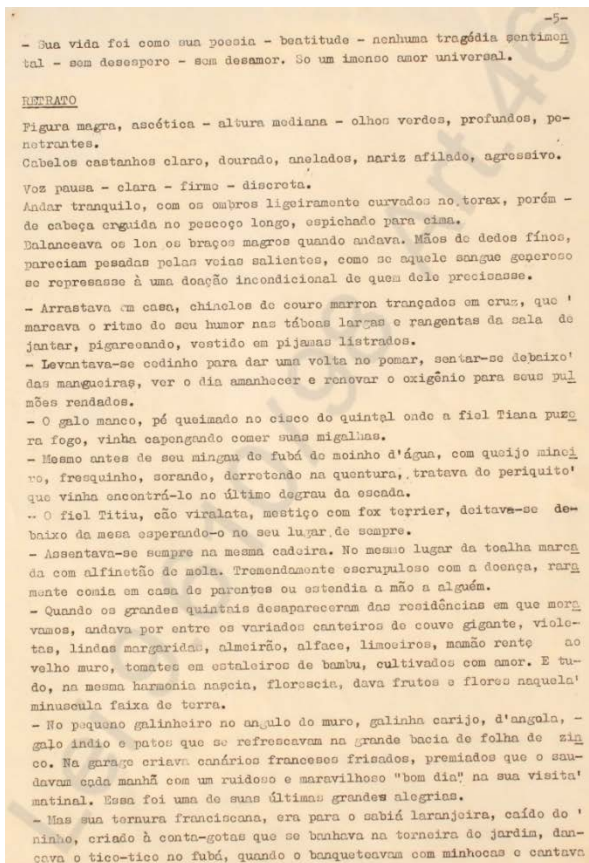 -5-
- Sua vida foi como sua poesia - beatitude - nenhuma tragédia sentimen
tal - sem desespero - sem desamor. So um imenso amor universal.
RETRATO
Figura magra, ascética - altura mediana - olhos verdes, profundos, pe-
netrantes.
Cabelos castanhos claro, dourado, anelados, nariz afilado, agressivo.
Voz pausa - clara - firme - discreta.
Andar tranquilo, com os ombros ligeiramente curvados no torax, porém -
de cabeça erguida no pescoço longo, espichado para cima.
Balanceava os lon os braços magros quando andava. Mãos de dedos fínos,
pareciam pesadas pelas veias salientes, como se aquele sangue generoso
se represasse à uma doação incondicional de quem dele precisasse.
- Arrastava em casa, chinelos de couro marron trançados em cruz, que '
marcava o ritmo do seu humor nas táboas largas e rangentas da sala de
jantar, pigarreando, vestido em pijamas listrados.
- Levantava-se cedinho para dar uma volta no pomar, sentar-se debaixo'
das mangueiras, ver o dia amanhecer e renovar o oxigênio para seus pul
mões rendados.
- O galo manco, pé queimado no cisco do quintal onde a fiel Tiana puze
ra fogo, vinha capengando comer suas migalhas.
- Mesmo antes de seu mingau de fubá de moinho d'água, com queijo minei
ro, fresquinho, sorando, derretendo na quentura, tratava do periquito'
que vinha encontrá-lo no último degrau da escada.
-- O fiel Titiu, cão viralata, mestiço com fox terrier, deitava-se de-
baixo da mesa esperando-o no seu lugar de sempre.
- Assentava-se sempre na mesma cadeira. No mesmo lugar da toalha marca
da com alfinetão de mola. Tremendamente escrupuloso com a doença, rara
mente comia em casa de parentes ou estendia a mão a alguém.
- Quando os grandes quintais desapareceram das residências em que mora
vamos, andava por entre os variados canteiros de couve gigante, viole-
tas, lindas margaridas, almeirão, alface, limoeiros, mamão rente ao
velho muro, tomates em estaleiros de bambu, cultivados com amor. E tu-
do, na mesma harmonia nascia, florescia, dava frutos e flores naquela'
minuscula faixa de terra.
- No pequeno galinheiro no angulo do muro, galinha carijo, d'angola, -
galo indio e patos que se refrescavam na grande bacia de folha de zin
co. Na garage criava canários franceses frisados, premiados que o sau-
davam cada manhã com um ruidoso e maravilhoso "bom dia" na sua visita'
matinal. Essa foi uma de suas últimas grandes alegrias.
- Mas sua ternura franciscana, era para o sabiá laranjeira, caído do '
ninho, criado à conta-gotas que se banhava na torneira do jardim, dan-
çava o tico-tico no fubá, quando o banqueteavam com minhocas e cantava